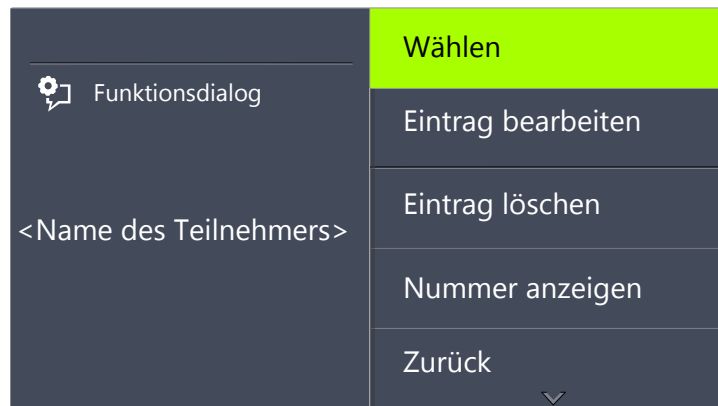 Funktionsdialog
<Name des Teilnehmers>
Wählen
Eintrag bearbeiten
Eintrag löschen
Nummer anzeigen
Zurück